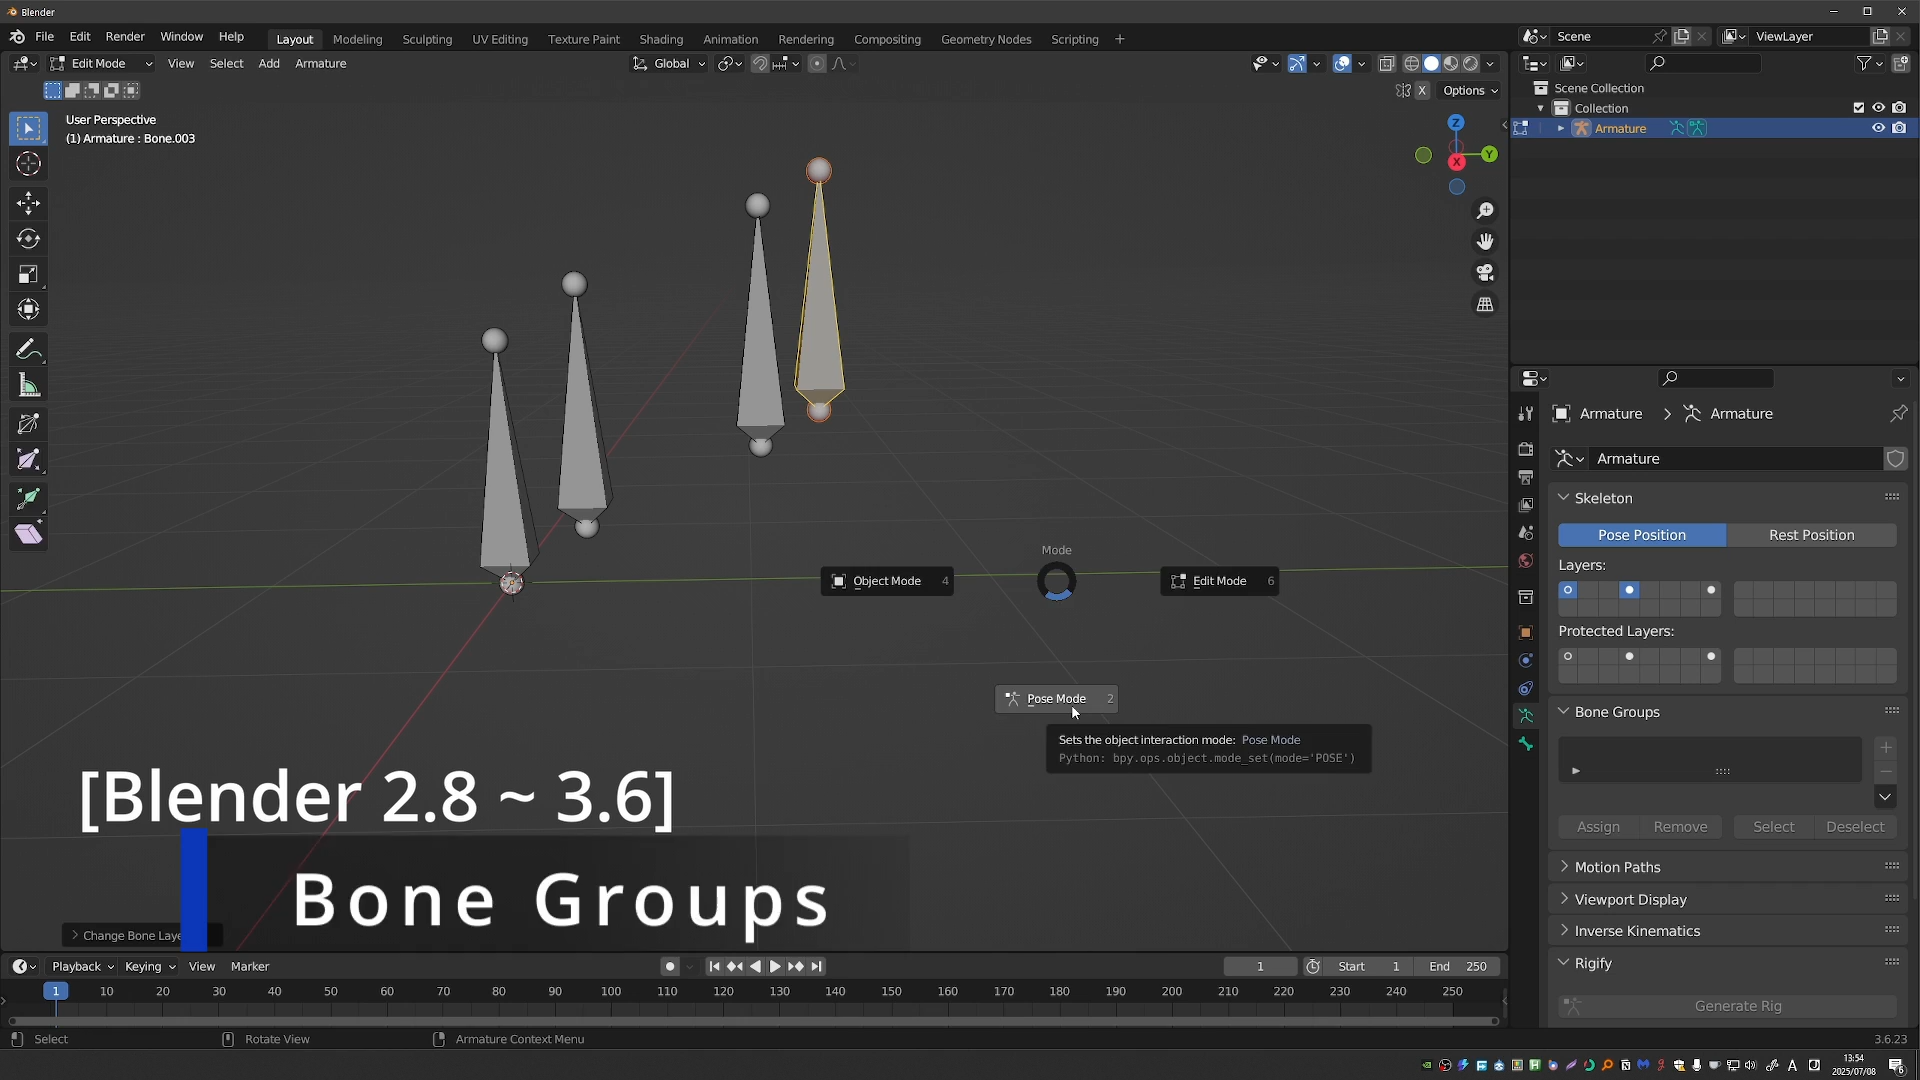 Blender
File Edit Render Window Help
Layout Modeling Sculpting UV Editing Texture Paint Shading Animation Rendering Compositing Geometry Nodes Scripting +
Scene
ViewLayer
Edit Mode View Select Add Armature
Global
X Options
User Perspective
(1) Armature : Bone.003
Z
Y
X
Scene Collection
Collection
Armature
Armature > Armature
Armature
Skeleton
Pose Position Rest Position
Layers:
Protected Layers:
Bone Groups
Assign Remove Select Deselect
Motion Paths
Viewport Display
Inverse Kinematics
Rigify
Generate Rig
Mode
Object Mode 4
Edit Mode 6
Pose Mode 2
Sets the object interaction mode: Pose Mode
Python: bpy.ops.object.mode_set(mode='POSE')
[Blender 2.8 ~ 3.6]
Bone Groups
Change Bone Laye
Playback Keying View Marker
1 Start 1 End 250
1 10 20 30 40 50 60 70 80 90 100 110 120 130 140 150 160 170 180 190 200 210 220 230 240 250
Select Rotate View Armature Context Menu
3.6.23
13:54
2025/07/08
A
6